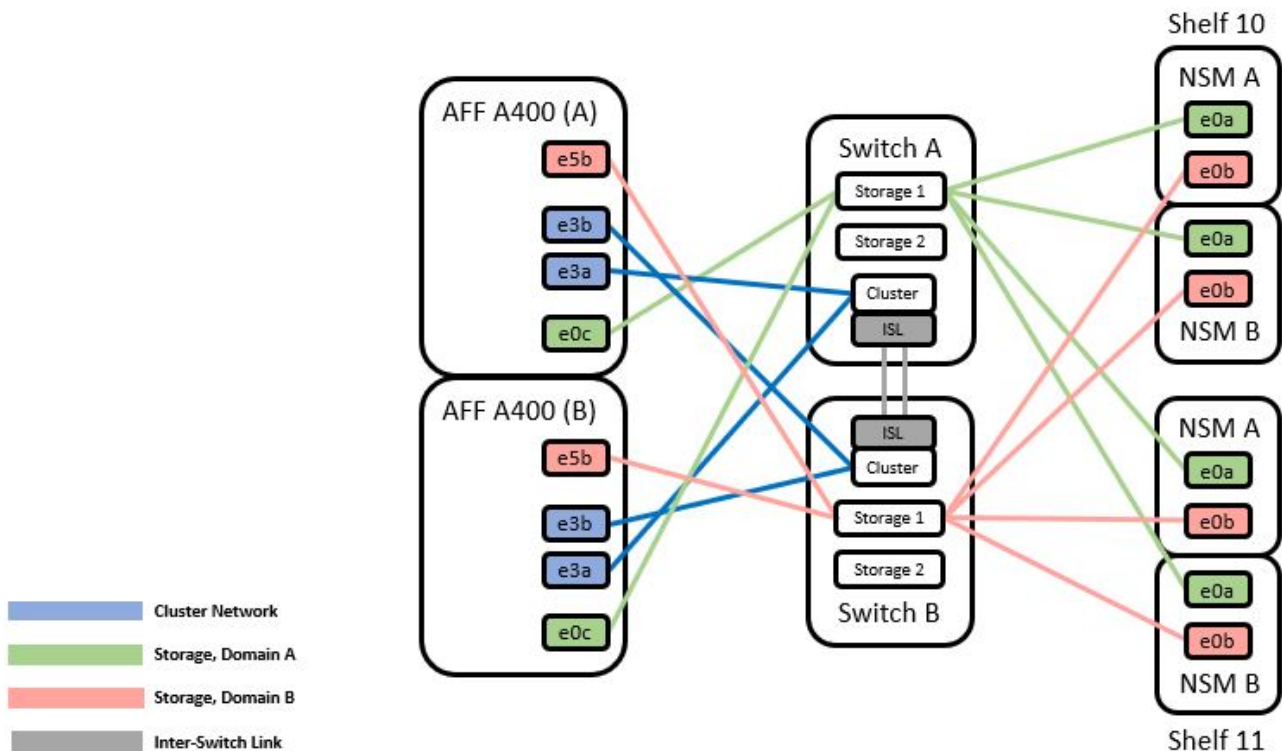 Shelf 10
AFF A400 (A)
e5b
e3b
e3a
e0c
AFF A400 (B)
e5b
e3b
e3a
e0c
Switch A
Storage 1
Storage 2
Cluster
ISL
ISL
Cluster
Storage 1
Storage 2
Switch B
NSM A
e0a
e0b
e0a
e0b
NSM B
NSM A
e0a
e0b
e0a
e0b
NSM B
Shelf 11
Cluster Network
Storage, Domain A
Storage, Domain B
Inter-Switch Link